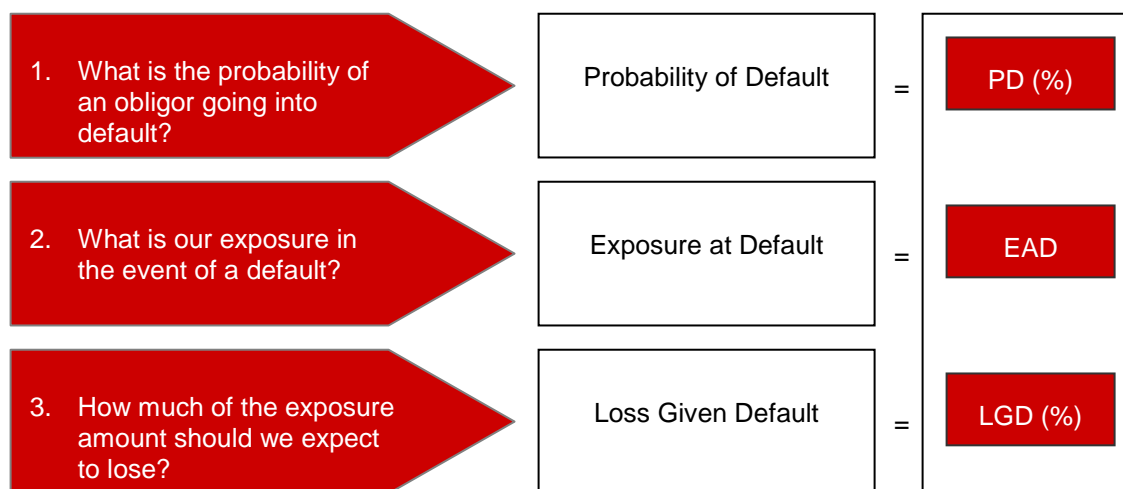 1. What is the probability of
an obligor going into
default?
Probability of Default
=
PD (%)
2. What is our exposure in
the event of a default?
Exposure at Default
=
EAD
3. How much of the exposure
amount should we expect
to lose?
Loss Given Default
=
LGD (%)